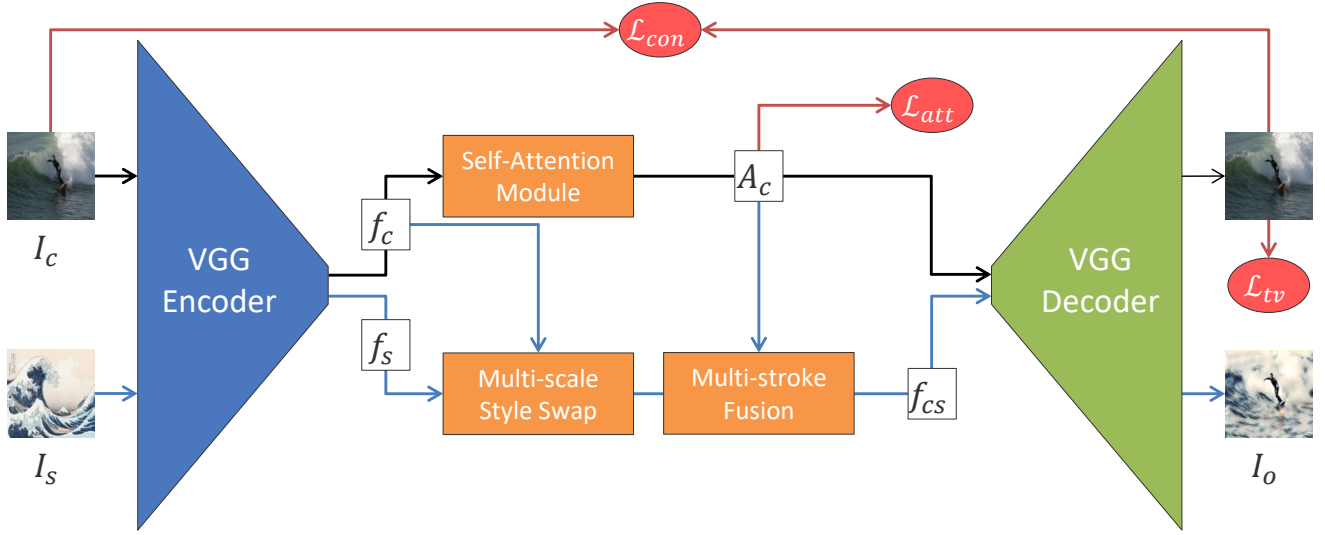 ℒcon
ℒatt
Self-Attention
Module
Ac
fc
Ic
VGG
Encoder
VGG
Decoder
ℒtv
fs
Multi-scale
Style Swap
Multi-stroke
Fusion
fcs
Is
Io